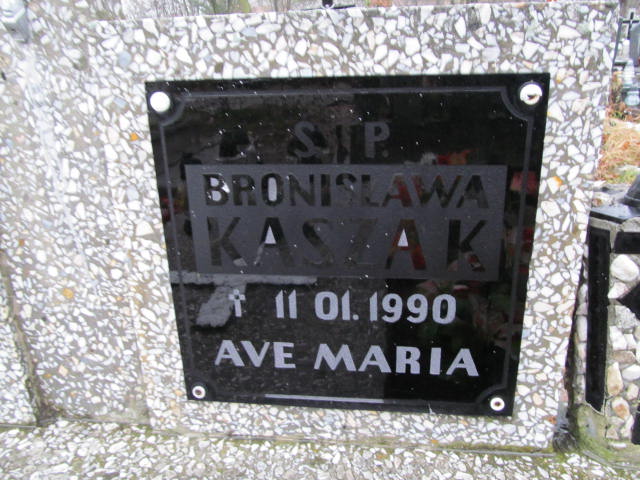 S. P.
BRONISŁAWA
KASZAK
† 11 01. 1990
AVE MARIA